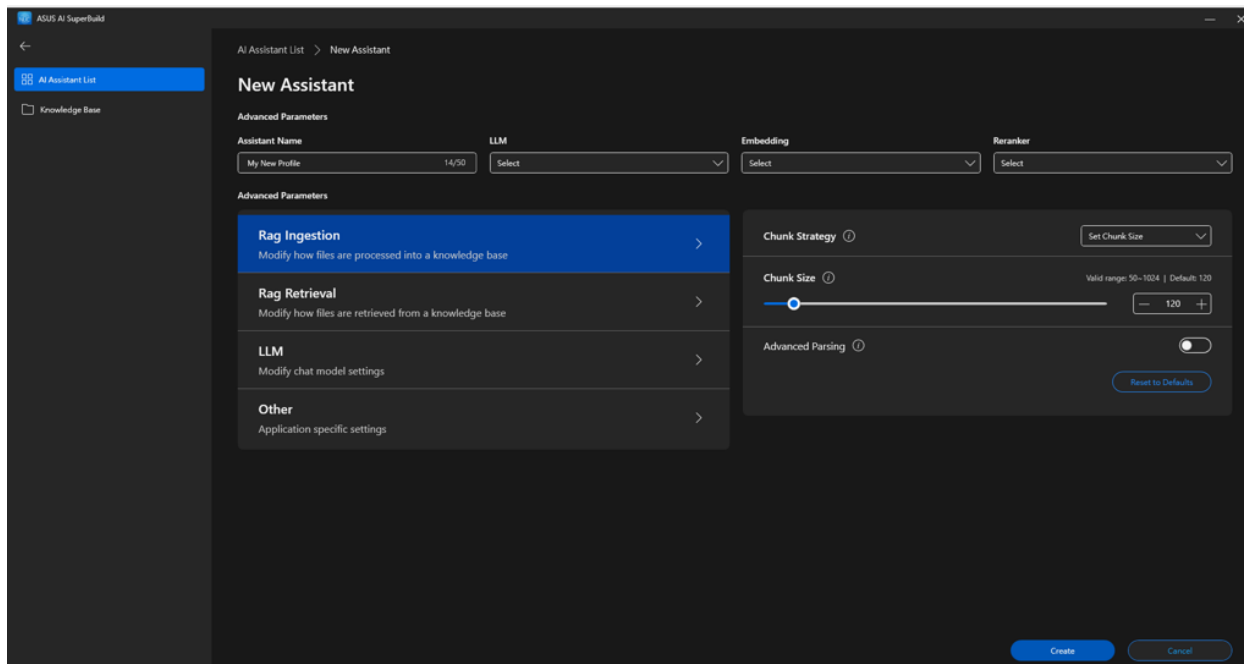 ASUS AI SuperBuild
AI Assistant List
Knowledge Base
AI Assistant List > New Assistant
New Assistant
Advanced Parameters
Assistant Name
My New Profile 14/50
LLM
Select
Embedding
Select
Reranker
Select
Advanced Parameters
Rag Ingestion
Modify how files are processed into a knowledge base
Rag Retrieval
Modify how files are retrieved from a knowledge base
LLM
Modify chat model settings
Other
Application specific settings
Chunk Strategy
Set Chunk Size
Chunk Size
Valid range: 50~1024 | Default: 120
120
Advanced Parsing
Reset to Defaults
Create
Cancel